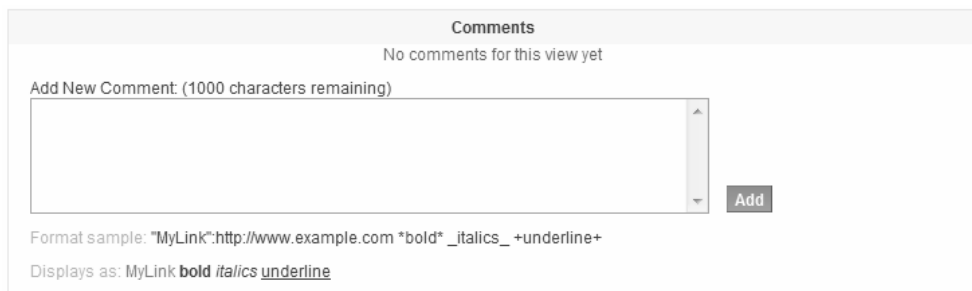 Comments
No comments for this view yet
Add New Comment: (1000 characters remaining)
Add
Format sample: "MyLink":http://www.example.com *bold* _italics_ +underline+
Displays as: MyLink bold italics underline